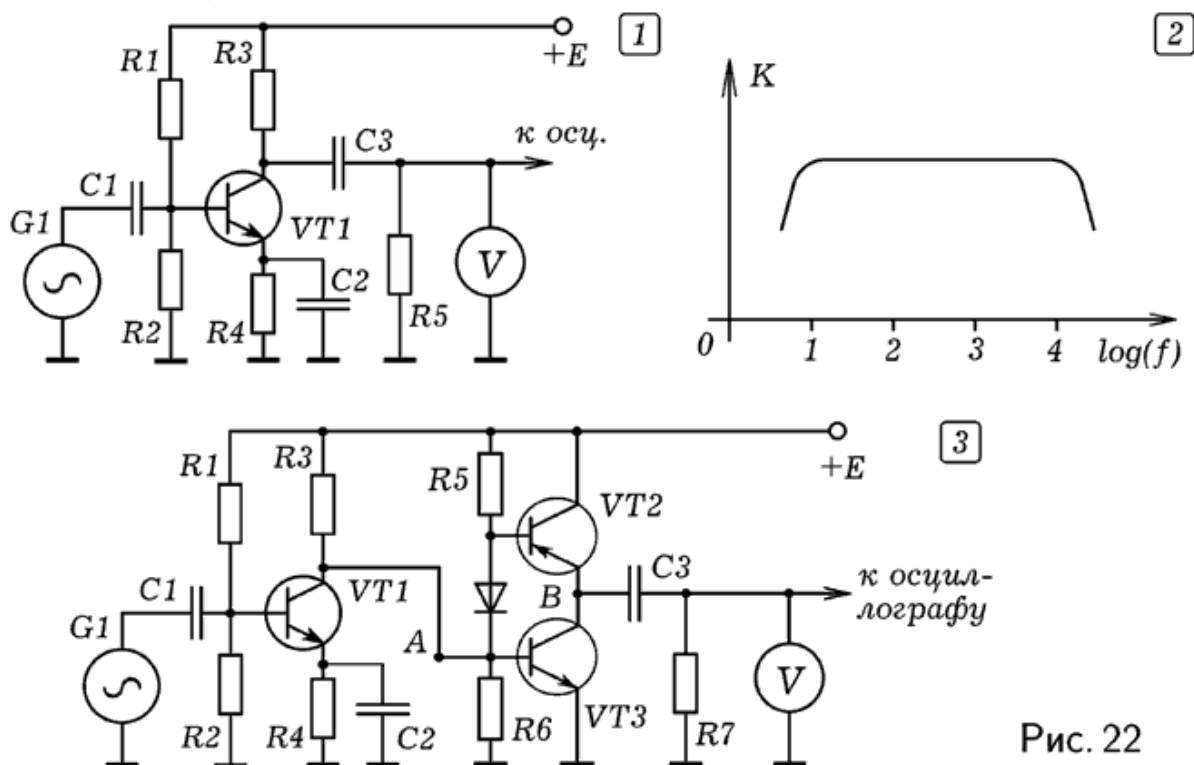 R1
R3
+E
1
2
K
к осц.
C3
C1
G1
VT1
V
R2
R4
C2
R5
0
1
2
3
4
log(f)
3
R1
R3
R5
+E
VT2
C1
VT1
B
C3
к осцил-
лографу
G1
A
V
R2
R4
C2
R6
VT3
R7
Рис. 22